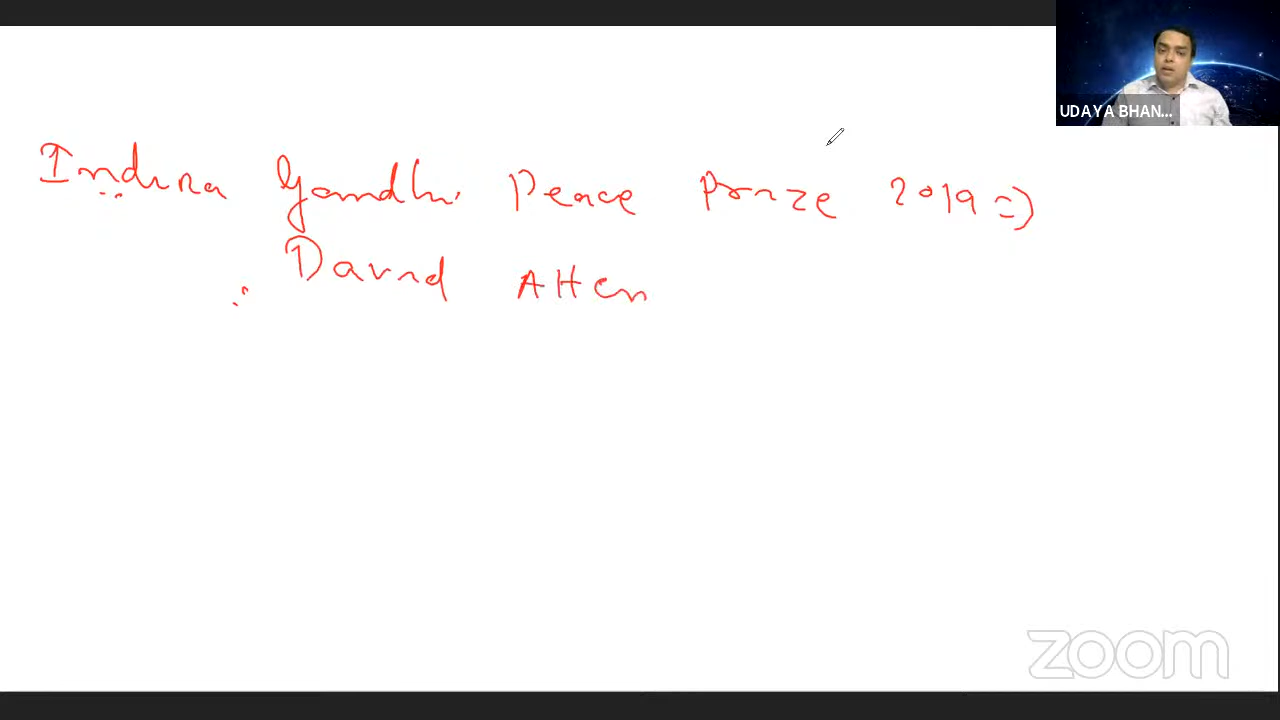 UDAYA BHAN...
Indira Gandhi Peace Prize 2019 =>
David Atten
zoom